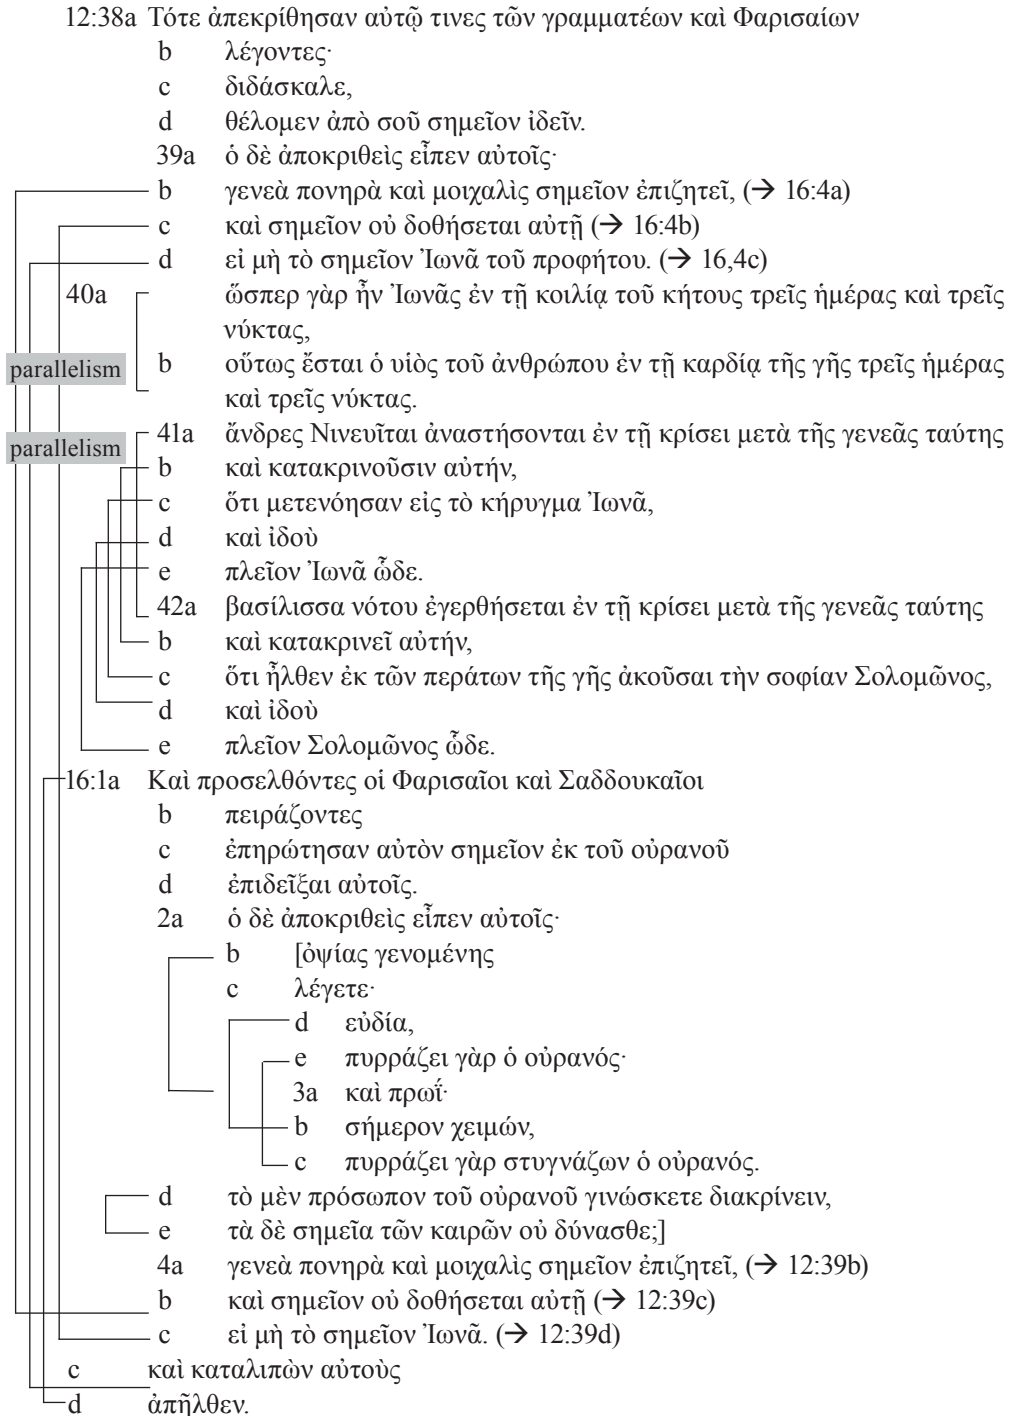 12:38a Τότε ἀπεκρίθησαν αὐτῷ τινες τῶν γραμματέων καὶ Φαρισαίων
b λέγοντες·
c διδάσκαλε,
d θέλομεν ἀπὸ σοῦ σημεῖον ἰδεῖν.
39a ὁ δὲ ἀποκριθεὶς εἶπεν αὐτοῖς·
b γενεὰ πονηρὰ καὶ μοιχαλὶς σημεῖον ἐπιζητεῖ, (→ 16:4a)
c καὶ σημεῖον οὐ δοθήσεται αὐτῇ (→ 16:4b)
d εἰ μὴ τὸ σημεῖον Ἰωνᾶ τοῦ προφήτου. (→ 16,4c)
40a ὥσπερ γὰρ ἦν Ἰωνᾶς ἐν τῇ κοιλίᾳ τοῦ κήτους τρεῖς ἡμέρας καὶ τρεῖς
νύκτας,
parallelism b οὕτως ἔσται ὁ υἱὸς τοῦ ἀνθρώπου ἐν τῇ καρδίᾳ τῆς γῆς τρεῖς ἡμέρας
καὶ τρεῖς νύκτας.
parallelism 41a ἄνδρες Νινευῖται ἀναστήσονται ἐν τῇ κρίσει μετὰ τῆς γενεᾶς ταύτης
b καὶ κατακρινοῦσιν αὐτήν,
c ὅτι μετενόησαν εἰς τὸ κήρυγμα Ἰωνᾶ,
d καὶ ἰδοὺ
e πλεῖον Ἰωνᾶ ὧδε.
42a βασίλισσα νότου ἐγερθήσεται ἐν τῇ κρίσει μετὰ τῆς γενεᾶς ταύτης
b καὶ κατακρινεῖ αὐτήν,
c ὅτι ἦλθεν ἐκ τῶν περάτων τῆς γῆς ἀκοῦσαι τὴν σοφίαν Σολομῶνος,
d καὶ ἰδοὺ
e πλεῖον Σολομῶνος ὧδε.
16:1a Καὶ προσελθόντες οἱ Φαρισαῖοι καὶ Σαδδουκαῖοι
b πειράζοντες
c ἐπηρώτησαν αὐτὸν σημεῖον ἐκ τοῦ οὐρανοῦ
d ἐπιδεῖξαι αὐτοῖς.
2a ὁ δὲ ἀποκριθεὶς εἶπεν αὐτοῖς·
b [ὀψίας γενομένης
c λέγετε·
d εὐδία,
e πυρράζει γὰρ ὁ οὐρανός·
3a καὶ πρωΐ·
b σήμερον χειμών,
c πυρράζει γὰρ στυγνάζων ὁ οὐρανός.
d τὸ μὲν πρόσωπον τοῦ οὐρανοῦ γινώσκετε διακρίνειν,
e τὰ δὲ σημεῖα τῶν καιρῶν οὐ δύνασθε;]
4a γενεὰ πονηρὰ καὶ μοιχαλὶς σημεῖον ἐπιζητεῖ, (→ 12:39b)
b καὶ σημεῖον οὐ δοθήσεται αὐτῇ (→ 12:39c)
c εἰ μὴ τὸ σημεῖον Ἰωνᾶ. (→ 12:39d)
c καὶ καταλιπὼν αὐτοὺς
d ἀπῆλθεν.